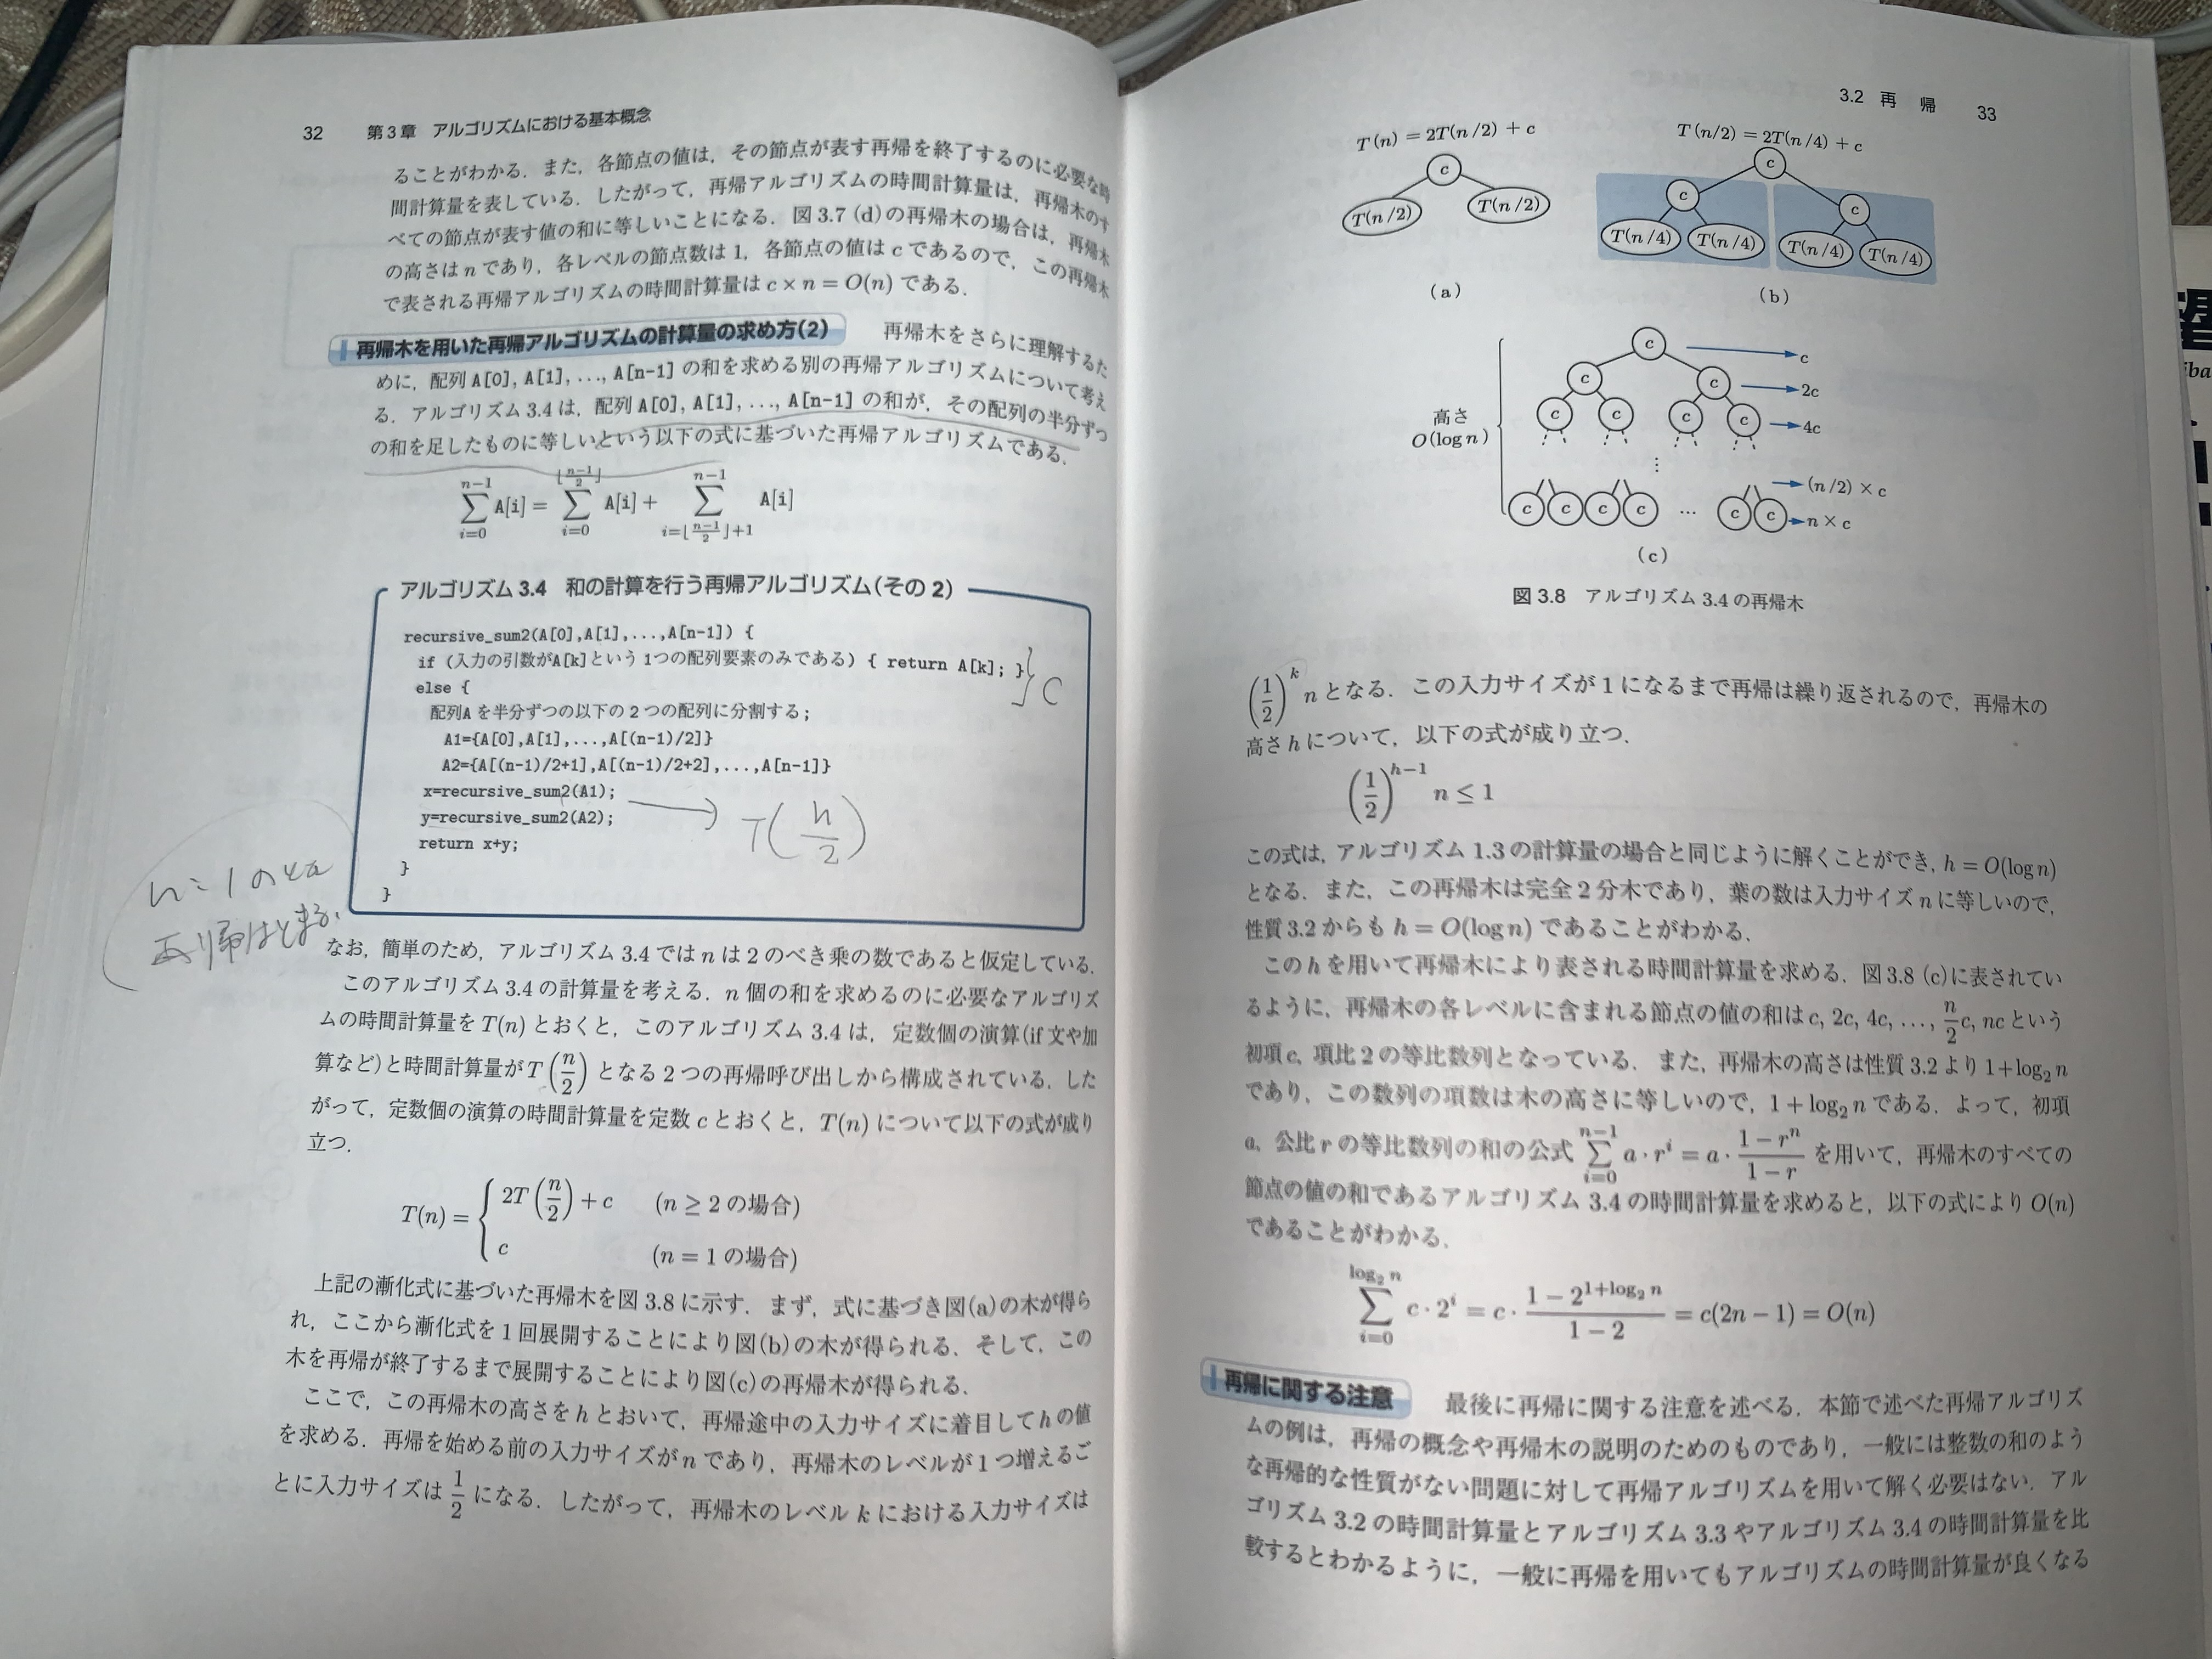 32　第3章　アルゴリズムにおける基本概念
ることがわかる．また，各節点の値は，その節点が表す再帰を終了するのに必要な時
間計算量を表している．したがって，再帰アルゴリズムの時間計算量は，再帰木のす
べての節点が表す値の和に等しいことになる．図3.7 (d)の再帰木の場合は，再帰木
の高さはnであり，各レベルの節点数は1，各節点の値はcであるので，この再帰木
で表される再帰アルゴリズムの時間計算量はc × n = O(n)である．
再帰木を用いた再帰アルゴリズムの計算量の求め方(2)　再帰木をさらに理解するた
めに，配列A[0], A[1], ..., A[n-1]の和を求める別の再帰アルゴリズムについて考え
る．アルゴリズム3.4は，配列A[0], A[1], ..., A[n-1]の和が，その配列の半分ずつ
の和を足したものに等しいという以下の式に基づいた再帰アルゴリズムである．
∑_{i=0}^{n-1} A[i] = ∑_{i=0}^{⌊(n-1)/2⌋} A[i] + ∑_{i=⌊(n-1)/2⌋+1}^{n-1} A[i]
アルゴリズム3.4　和の計算を行う再帰アルゴリズム(その2)
recursive_sum2(A[0],A[1],...,A[n-1]) {
if (入力の引数がA[k]という1つの配列要素のみである) { return A[k]; }
C
else {
配列Aを半分ずつの以下の2つの配列に分割する;
A1={A[0],A[1],...,A[(n-1)/2]}
A2={A[(n-1)/2+1],A[(n-1)/2+2],...,A[n-1]}
x=recursive_sum2(A1);
y=recursive_sum2(A2);
T(n/2)
return x+y;
}
}
n=1のとき
再帰はとまる.
なお，簡単のため，アルゴリズム3.4ではnは2のべき乗の数であると仮定している．
このアルゴリズム3.4の計算量を考える．n個の和を求めるのに必要なアルゴリズ
ムの時間計算量をT(n)とおくと，このアルゴリズム3.4は，定数個の演算(if文や加
算など)と時間計算量がT(n/2)となる2つの再帰呼び出しから構成されている．した
がって，定数個の演算の時間計算量を定数cとおくと，T(n)について以下の式が成り
立つ．
T(n) = { 2T(n/2) + c　(n ≥ 2の場合)
c　(n = 1の場合)
上記の漸化式に基づいた再帰木を図3.8に示す．まず，式に基づき図(a)の木が得ら
れ，ここから漸化式を1回展開することにより図(b)の木が得られる．そして，この
木を再帰が終了するまで展開することにより図(c)の再帰木が得られる．
ここで，この再帰木の高さをhとおいて，再帰途中の入力サイズに着目してhの値
を求める．再帰を始める前の入力サイズがnであり，再帰木のレベルが1つ増えるご
とに入力サイズは1/2になる．したがって，再帰木のレベルkにおける入力サイズは
3.2　再　帰　33
T(n) = 2T(n/2) + c
c
T(n/2)　T(n/2)
(a)
T(n/2) = 2T(n/4) + c
c
c　c
T(n/4)　T(n/4)　T(n/4)　T(n/4)
(b)
高さ
O(log n)
c　c
c　c　2c
c　c　c　c　4c
⋮
(n/2) × c
c　c　c　c　…　c　c　n × c
(c)
図3.8　アルゴリズム3.4の再帰木
(1/2)^k nとなる．この入力サイズが1になるまで再帰は繰り返されるので，再帰木の
高さhについて，以下の式が成り立つ．
(1/2)^{h-1} n ≤ 1
この式は，アルゴリズム1.3の計算量の場合と同じように解くことができ, h = O(log n)
となる．また，この再帰木は完全2分木であり，葉の数は入力サイズnに等しいので，
性質3.2からもh = O(log n)であることがわかる．
このhを用いて再帰木により表される時間計算量を求める．図3.8 (c)に表されてい
るように，再帰木の各レベルに含まれる節点の値の和はc, 2c, 4c, ..., n/2 c, ncという
初項c，項比2の等比数列となっている．また，再帰木の高さは性質3.2より1+log₂n
であり，この数列の項数は木の高さに等しいので，1 + log₂nである．よって，初項
a，公比rの等比数列の和の公式 ∑_{i=0}^{n-1} a·r^i = a·(1-r^n)/(1-r) を用いて，再帰木のすべての
節点の値の和であるアルゴリズム3.4の時間計算量を求めると，以下の式によりO(n)
であることがわかる．
∑_{i=0}^{log₂n} c·2^i = c·(1-2^{1+log₂n})/(1-2) = c(2n-1) = O(n)
再帰に関する注意　最後に再帰に関する注意を述べる．本節で述べた再帰アルゴリズ
ムの例は，再帰の概念や再帰木の説明のためのものであり，一般には整数の和のよう
な再帰的な性質がない問題に対して再帰アルゴリズムを用いて解く必要はない．アル
ゴリズム3.2の時間計算量とアルゴリズム3.3やアルゴリズム3.4の時間計算量を比
較するとわかるように，一般に再帰を用いてもアルゴリズムの時間計算量が良くなる